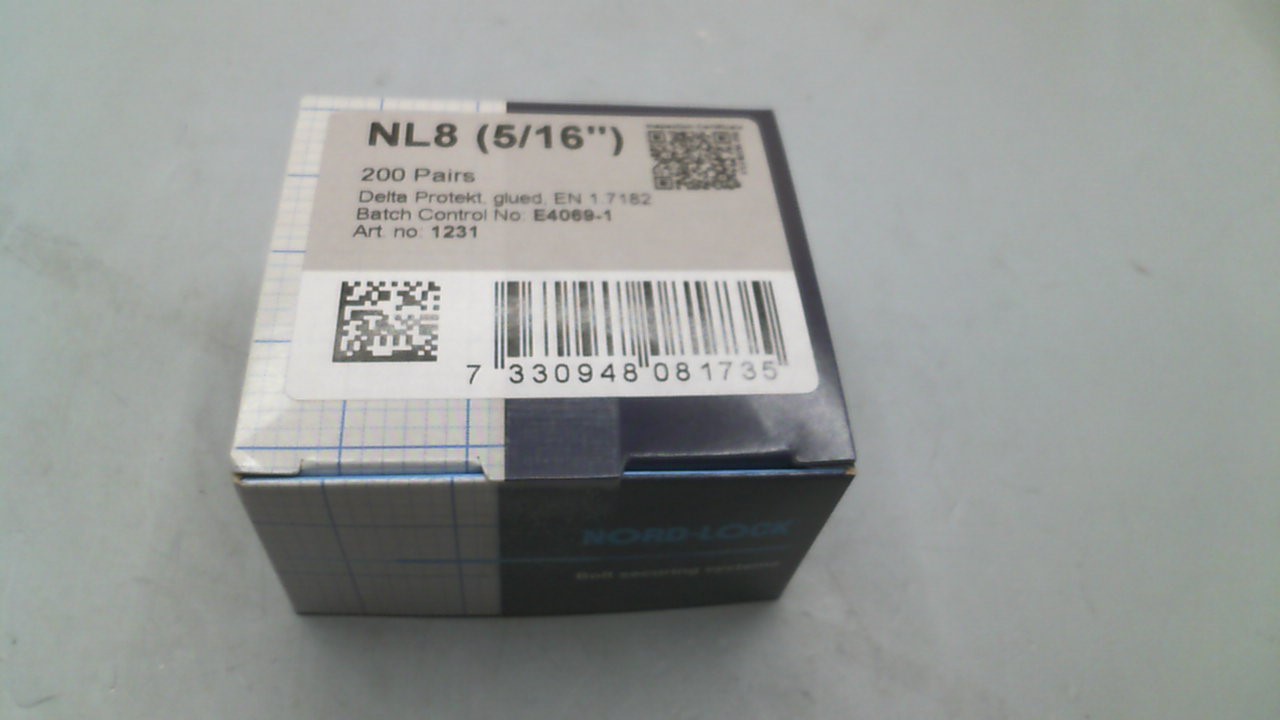 NL8 (5/16")
200 Pairs
Delta Protekt, glued, EN 1.7182
Batch Control No: E4069-1
Art. no: 1231
7 330948 081735
NORD-LOCK
Bolt securing systems